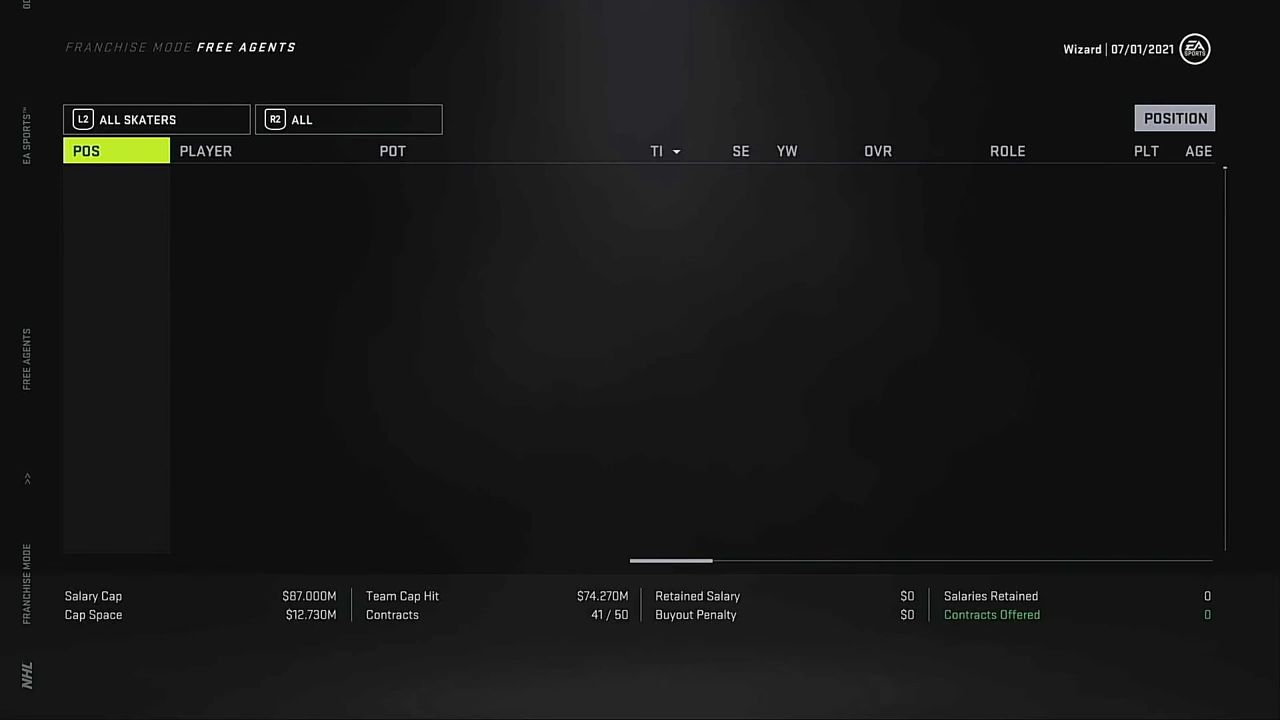 FRANCHISE MODE FREE AGENTS
Wizard | 07/01/2021
EA SPORTS
L2 ALL SKATERS
R2 ALL
POSITION
POS PLAYER POT TI SE YW OVR ROLE PLT AGE
Salary Cap $87.000M
Cap Space $12.730M
Team Cap Hit $74.270M
Contracts 41 / 50
Retained Salary $0
Buyout Penalty $0
Salaries Retained 0
Contracts Offered 0
NHL
FRANCHISE MODE
>>
FREE AGENTS
EA SPORTS™